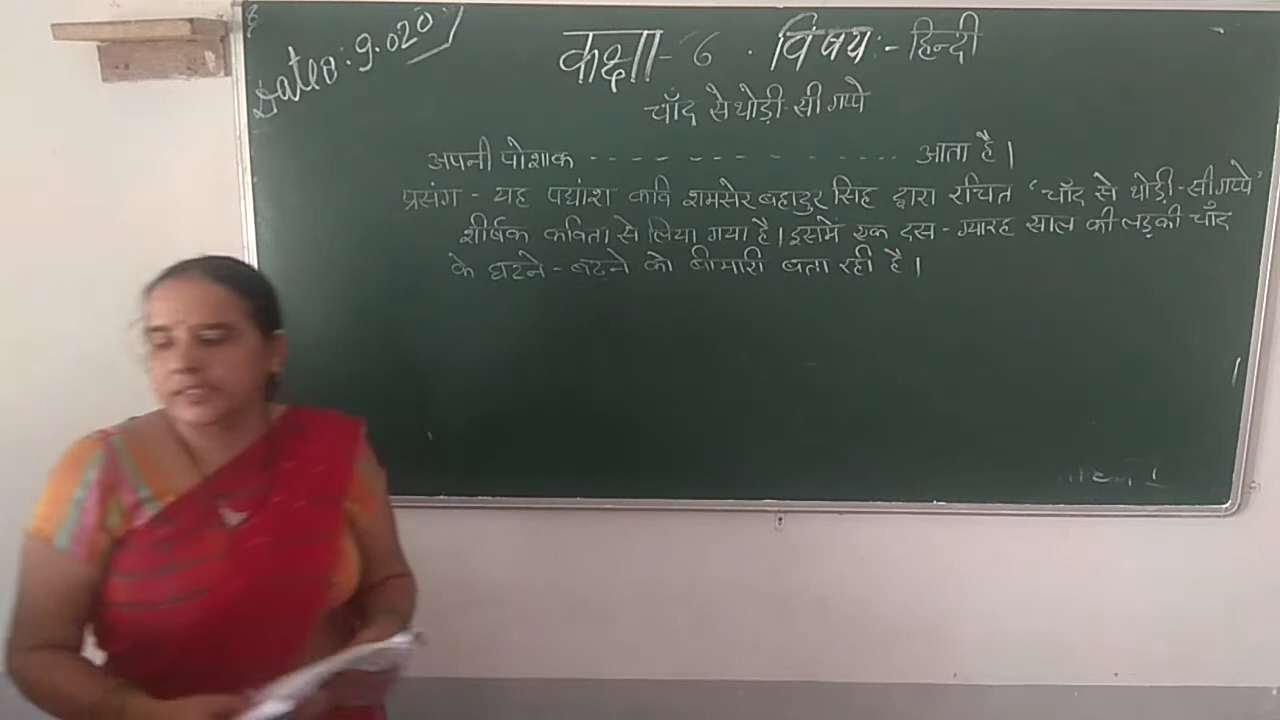 Date 8:9.020
कक्षा - 6 . विषय :- हिन्दी
चाँद से थोड़ी-सी गप्पे
अपनी पोशाक - - - - - - - - - ..... आता है।
प्रसंग - यह पद्यांश कवि शमसेर बहादुर सिंह द्वारा रचित 'चाँद से थोड़ी-सी गप्पे'
शीर्षक कविता से लिया गया है। इसमें एक दस-ग्यारह साल की लड़की चाँद
के घटने-बढ़ने को बीमारी बता रही है।